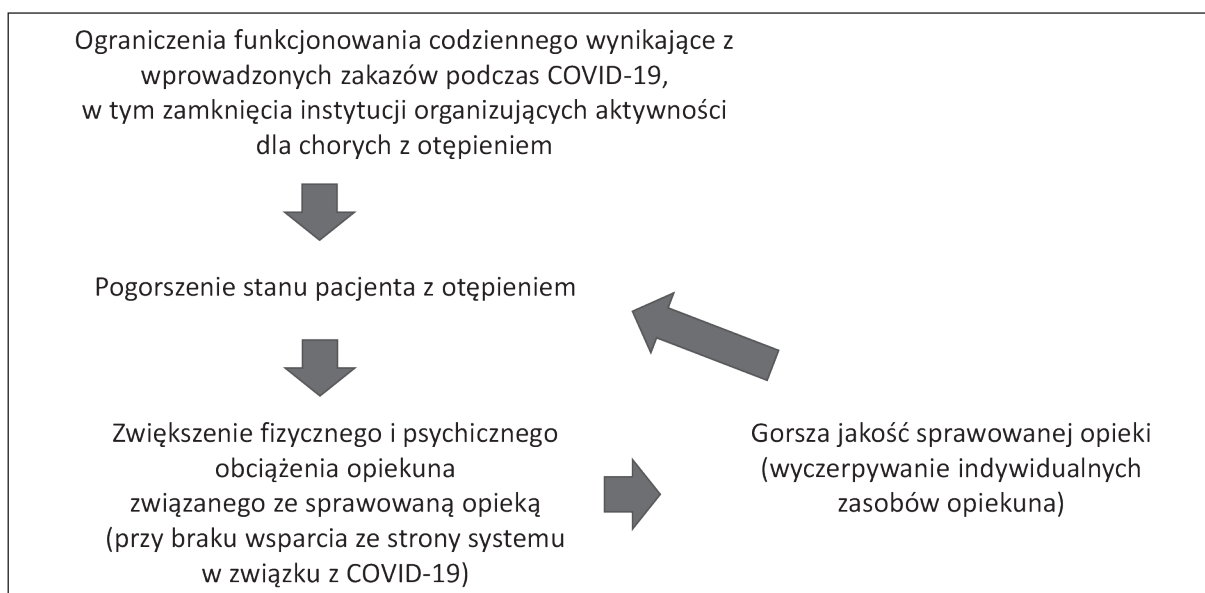 Ograniczenia funkcjonowania codziennego wynikające z
wprowadzonych zakazów podczas COVID-19,
w tym zamknięcia instytucji organizujących aktywności
dla chorych z otępieniem
Pogorszenie stanu pacjenta z otępieniem
Zwiększenie fizycznego i psychicznego
obciążenia opiekuna
związanego ze sprawowaną opieką
(przy braku wsparcia ze strony systemu
w związku z COVID-19)
Gorsza jakość sprawowanej opieki
(wyczerpywanie indywidualnych
zasobów opiekuna)